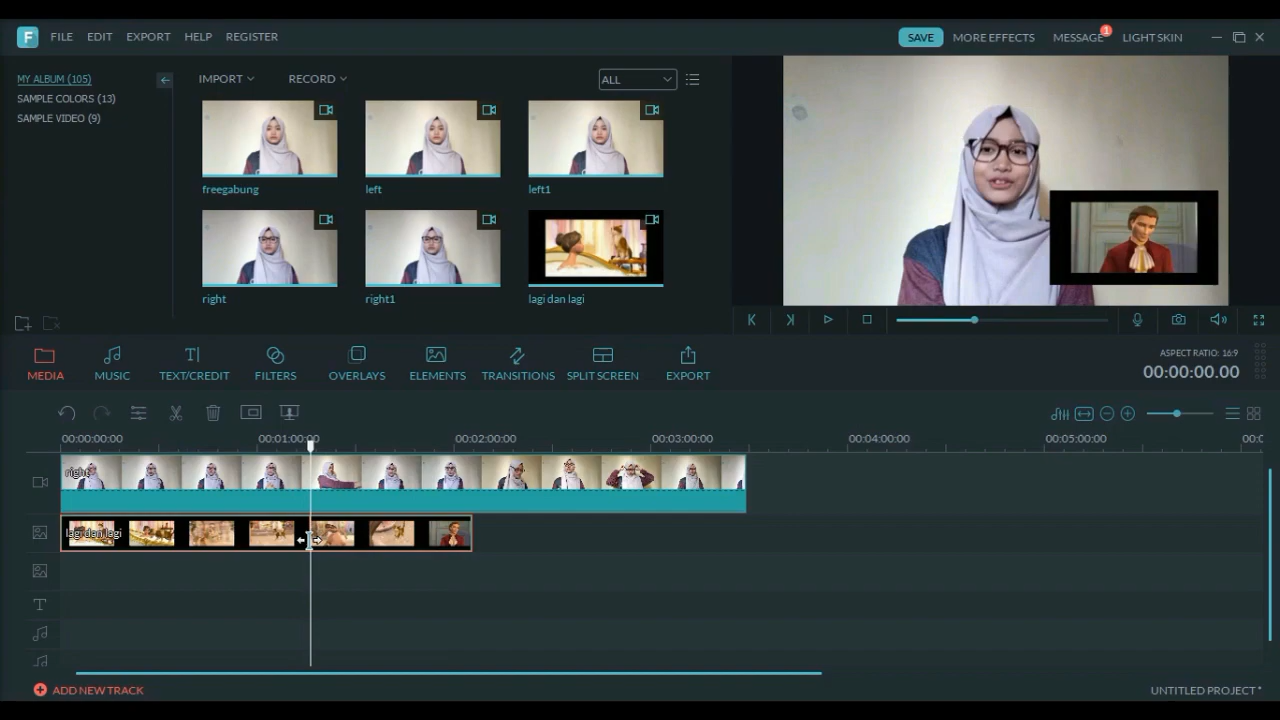 F FILE EDIT EXPORT HELP REGISTER SAVE MORE EFFECTS MESSAGE 1 LIGHT SKIN
MY ALBUM (105)
SAMPLE COLORS (13)
SAMPLE VIDEO (9)
IMPORT RECORD ALL
freegabung left left1
right right1 lagi dan lagi
MEDIA MUSIC TEXT/CREDIT FILTERS OVERLAYS ELEMENTS TRANSITIONS SPLIT SCREEN EXPORT
ASPECT RATIO: 16:9
00:00:00.00
00:00:00:00 00:01:00:00 00:02:00:00 00:03:00:00 00:04:00:00 00:05:00:00 00:0
right
lagi dan lagi
T
ADD NEW TRACK
UNTITLED PROJECT*